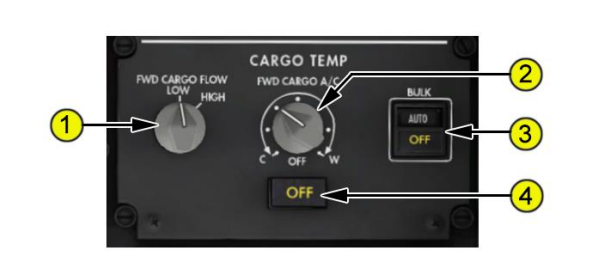 CARGO TEMP
FWD CARGO FLOW
LOW
HIGH
FWD CARGO A/C
C
OFF
W
BULK
AUTO
OFF
OFF
1
2
3
4